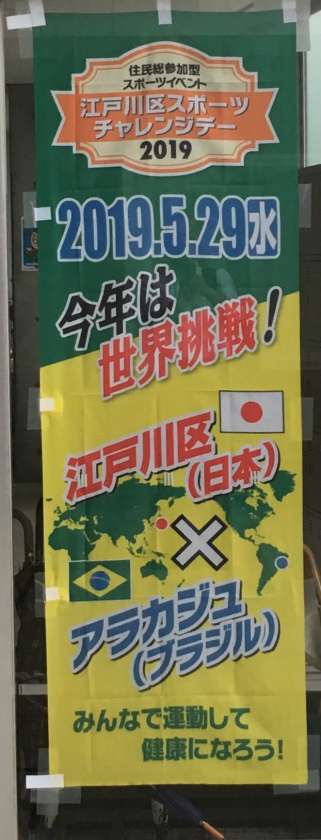 住民総参加型
スポーツイベント
江戸川区スポーツ
チャレンジデー
2019
2019.5.29水
今年は
世界挑戦！
江戸川区
（日本）
×
アラカジュ
（ブラジル）
みんなで運動して
健康になろう！